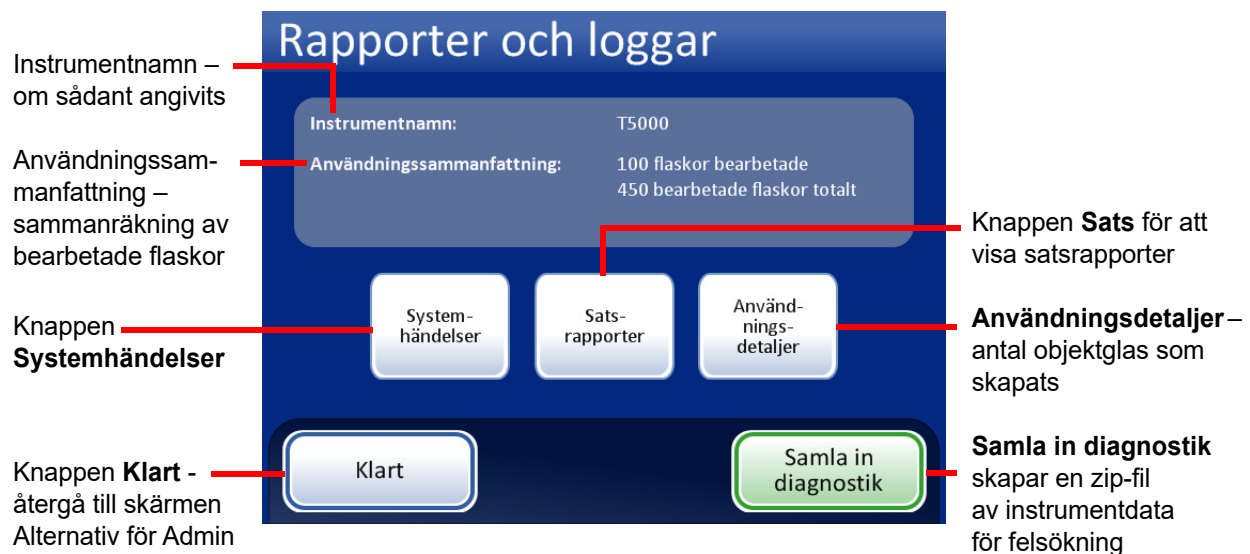 Rapporter och loggar
Instrumentnamn –
om sådant angivits
Användningssam-
manfattning –
sammanräkning av
bearbetade flaskor
Knappen
Systemhändelser
Knappen Klart -
återgå till skärmen
Alternativ för Admin
Instrumentnamn: T5000
Användningssammanfattning: 100 flaskor bearbetade
450 bearbetade flaskor totalt
System-
händelser
Sats-
rapporter
Använd-
nings-
detaljer
Klart
Samla in
diagnostik
Knappen Sats för att
visa satsrapporter
Användningsdetaljer –
antal objektglas som
skapats
Samla in diagnostik
skapar en zip-fil
av instrumentdata
för felsökning